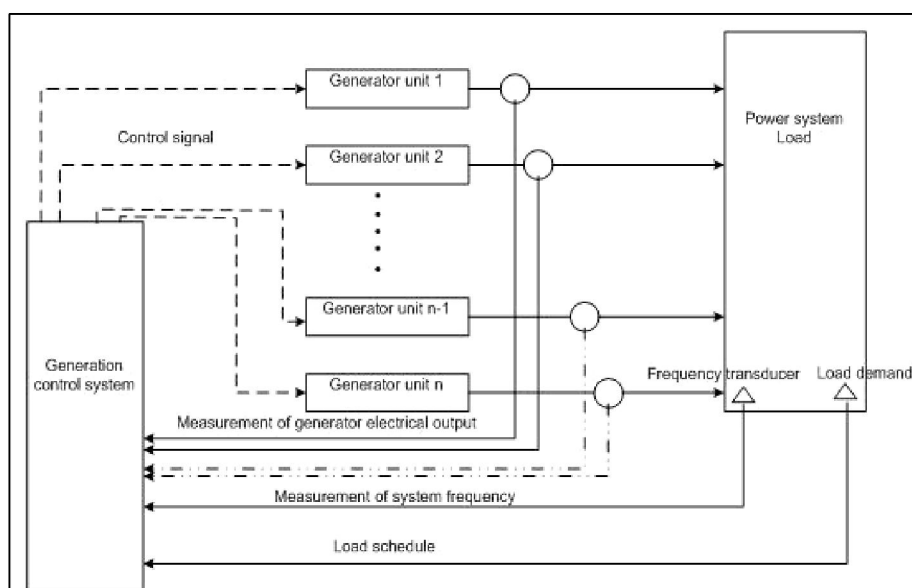 Generator unit 1
Control signal
Generator unit 2
Power system
Load
Generator unit n-1
Generation
control system
Generator unit n
Frequency transducer
Load demand
Measurement of generator electrical output
Measurement of system frequency
Load schedule